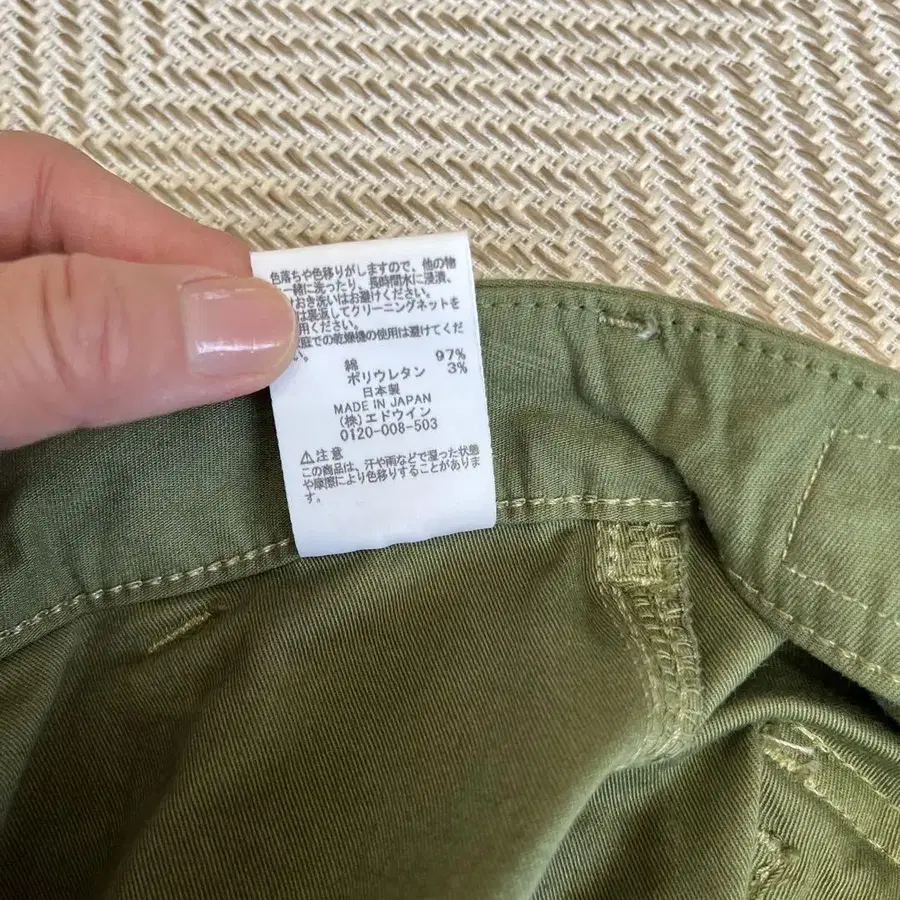 色落ちや色移りがしますので、他の物
一緒に洗ったり、長時間水に浸漬、
おき洗いはお避けください。
は裏返してクリーニングネットを
用ください。
庭での乾燥機の使用は避けてくだ
い。
綿 97%
ポリウレタン 3%
日本製
MADE IN JAPAN
(株)エドウイン
0120-008-503
⚠注意
この商品は、汗や雨などで湿った状態
や摩擦により色移りすることがありま
す。